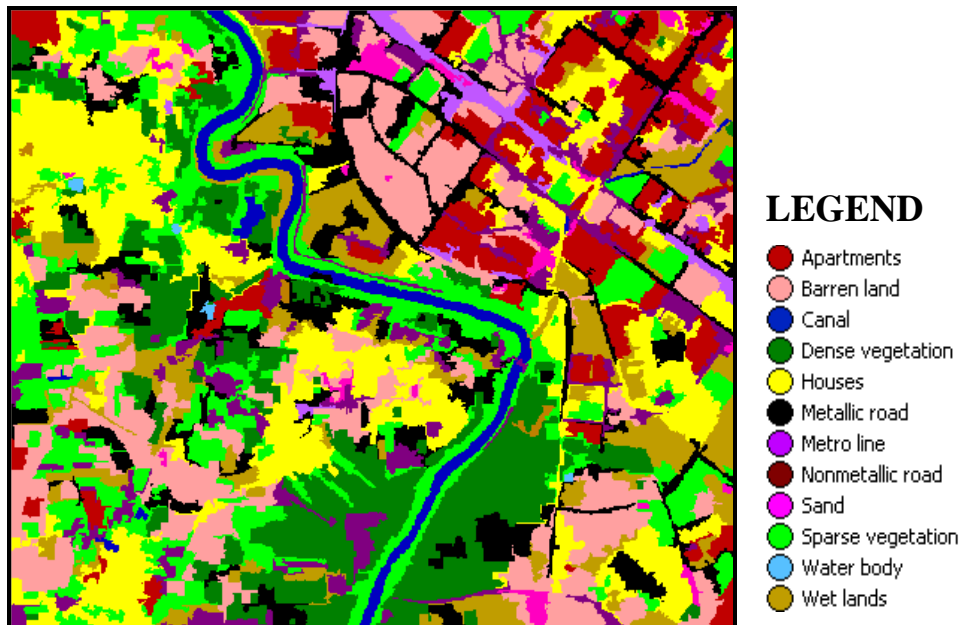 LEGEND
Apartments
Barren land
Canal
Dense vegetation
Houses
Metallic road
Metro line
Nonmetallic road
Sand
Sparse vegetation
Water body
Wet lands